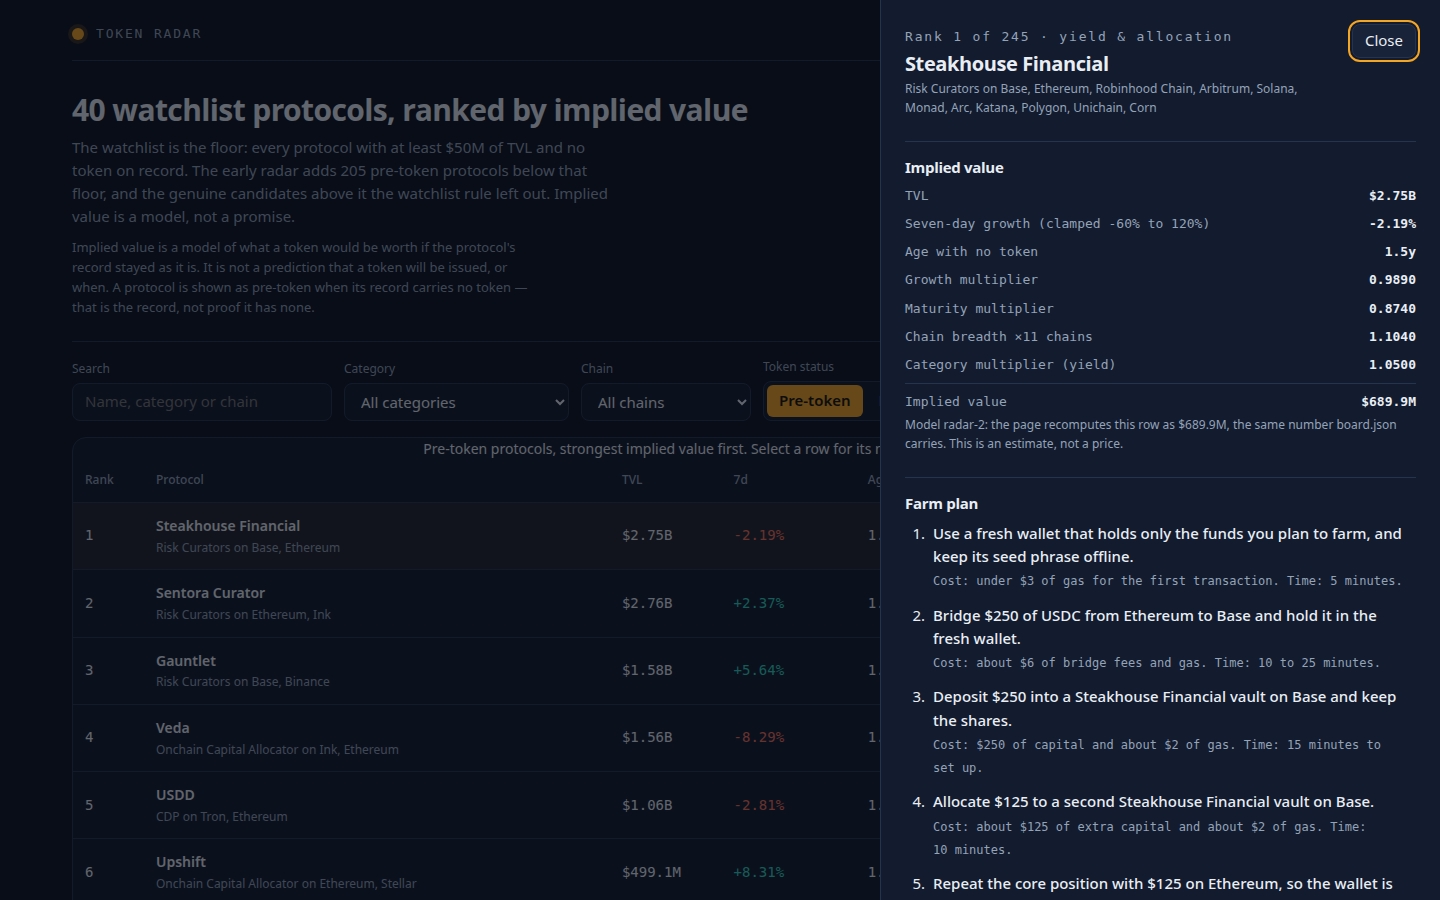 TOKEN RADAR
40 watchlist protocols, ranked by implied value
The watchlist is the floor: every protocol with at least $50M of TVL and no
token on record. The early radar adds 205 pre-token protocols below that
floor, and the genuine candidates above it the watchlist rule left out. Implied
value is a model, not a promise.
Implied value is a model of what a token would be worth if the protocol's
record stayed as it is. It is not a prediction that a token will be issued, or
when. A protocol is shown as pre-token when its record carries no token —
that is the record, not proof it has none.
Search
Category
Chain
Token status
Name, category or chain
All categories
All chains
Pre-token
Pre-token protocols, strongest implied value first. Select a row for its
Rank Protocol TVL 7d
1 Steakhouse Financial $2.75B -2.19%
Risk Curators on Base, Ethereum
2 Sentora Curator $2.76B +2.37%
Risk Curators on Ethereum, Ink
3 Gauntlet $1.58B +5.64%
Risk Curators on Base, Binance
4 Veda $1.56B -8.29%
Onchain Capital Allocator on Ink, Ethereum
5 USDD $1.06B -2.81%
CDP on Tron, Ethereum
6 Upshift $499.1M +8.31%
Onchain Capital Allocator on Ethereum, Stellar
Rank 1 of 245 · yield & allocation
Close
Steakhouse Financial
Risk Curators on Base, Ethereum, Robinhood Chain, Arbitrum, Solana,
Monad, Arc, Katana, Polygon, Unichain, Corn
Implied value
TVL $2.75B
Seven-day growth (clamped -60% to 120%) -2.19%
Age with no token 1.5y
Growth multiplier 0.9890
Maturity multiplier 0.8740
Chain breadth ×11 chains 1.1040
Category multiplier (yield) 1.0500
Implied value $689.9M
Model radar-2: the page recomputes this row as $689.9M, the same number board.json
carries. This is an estimate, not a price.
Farm plan
1. Use a fresh wallet that holds only the funds you plan to farm, and
keep its seed phrase offline.
Cost: under $3 of gas for the first transaction. Time: 5 minutes.
2. Bridge $250 of USDC from Ethereum to Base and hold it in the
fresh wallet.
Cost: about $6 of bridge fees and gas. Time: 10 to 25 minutes.
3. Deposit $250 into a Steakhouse Financial vault on Base and keep
the shares.
Cost: $250 of capital and about $2 of gas. Time: 15 minutes to
set up.
4. Allocate $125 to a second Steakhouse Financial vault on Base.
Cost: about $125 of extra capital and about $2 of gas. Time:
10 minutes.
5. Repeat the core position with $125 on Ethereum, so the wallet is